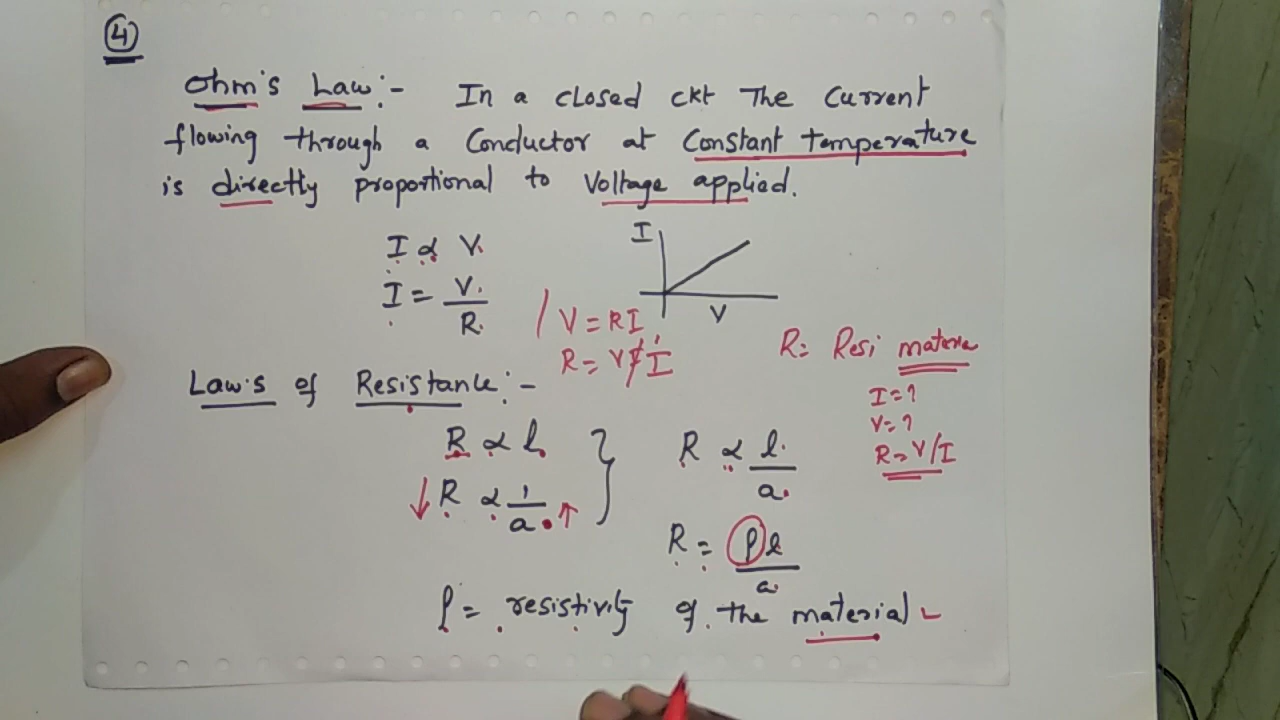 4
Ohm's Law:- In a closed ckt The Current
flowing through a Conductor at Constant temperature
is directly proportional to Voltage applied.
I ∝ V.
I = V/R
I
V
V = RI
R = V/I
R = Resi materia
I = ?
V = ?
R = V/I
Law's of Resistance:-
R ∝ l
↓ R ∝ 1/a ↑
}
R ∝ l/a
R = ρl/a
ρ = resistivity of the material